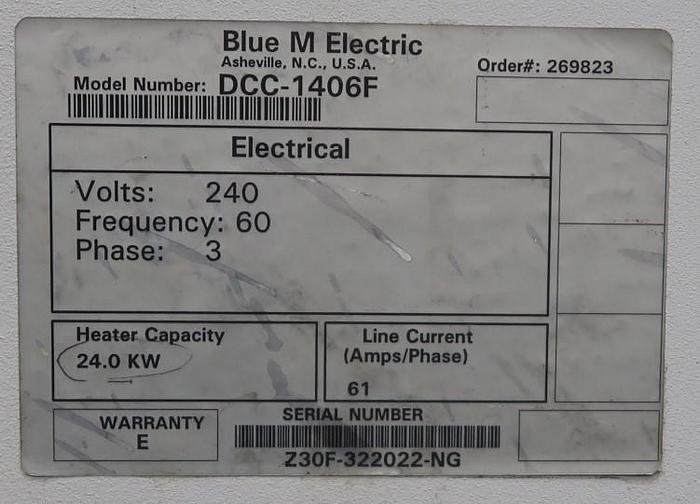 Blue M Electric
Asheville, N.C., U.S.A.
Order#: 269823
Model Number: DCC-1406F
Electrical
Volts: 240
Frequency: 60
Phase: 3
Heater Capacity
24.0 KW
Line Current
(Amps/Phase)
61
WARRANTY
E
SERIAL NUMBER
Z30F-322022-NG